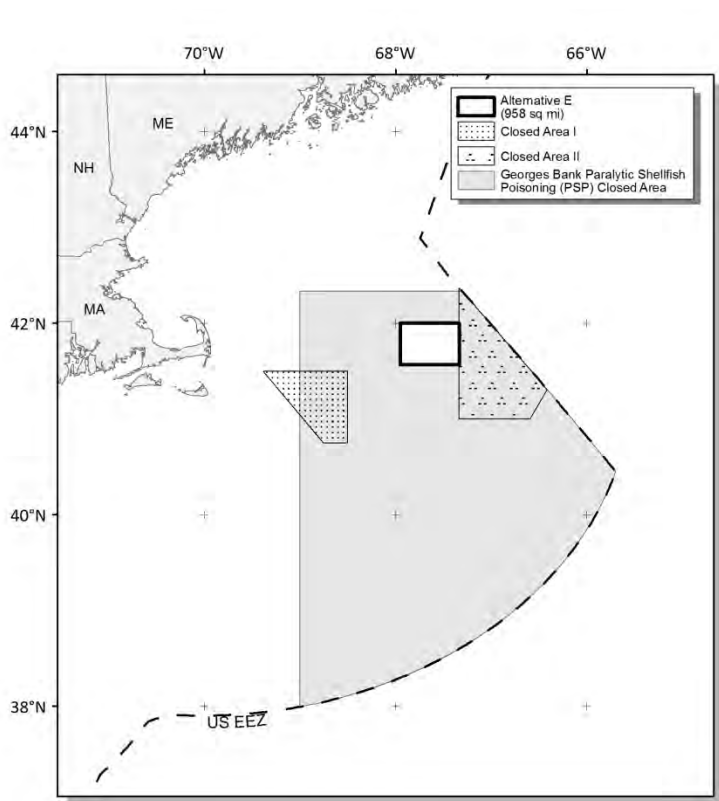 70°W 68°W 66°W
Alternative E
(958 sq mi)
Closed Area I
Closed Area II
Georges Bank Paralytic Shellfish
Poisoning (PSP) Closed Area
44°N
ME
NH
MA
42°N
40°N
38°N
US EEZ